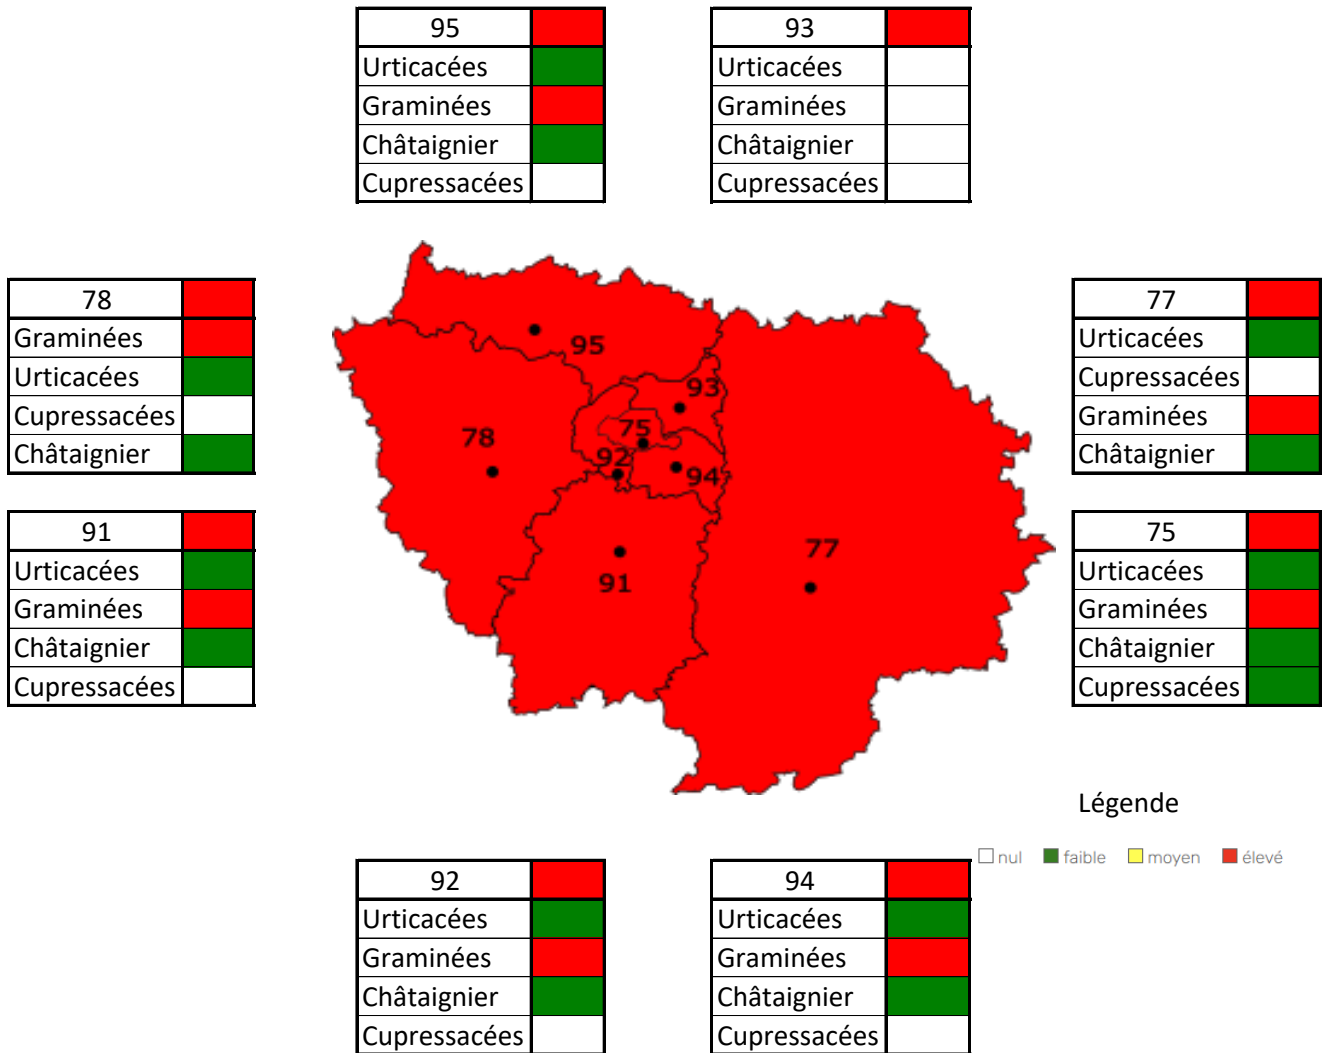 95
Urticacées
Graminées
Châtaignier
Cupressacées
93
Urticacées
Graminées
Châtaignier
Cupressacées
78
Graminées
Urticacées
Cupressacées
Châtaignier
91
Urticacées
Graminées
Châtaignier
Cupressacées
95
93
75
78
92
94
77
91
77
Urticacées
Cupressacées
Graminées
Châtaignier
75
Urticacées
Graminées
Châtaignier
Cupressacées
Légende
nul faible moyen élevé
92
Urticacées
Graminées
Châtaignier
Cupressacées
94
Urticacées
Graminées
Châtaignier
Cupressacées